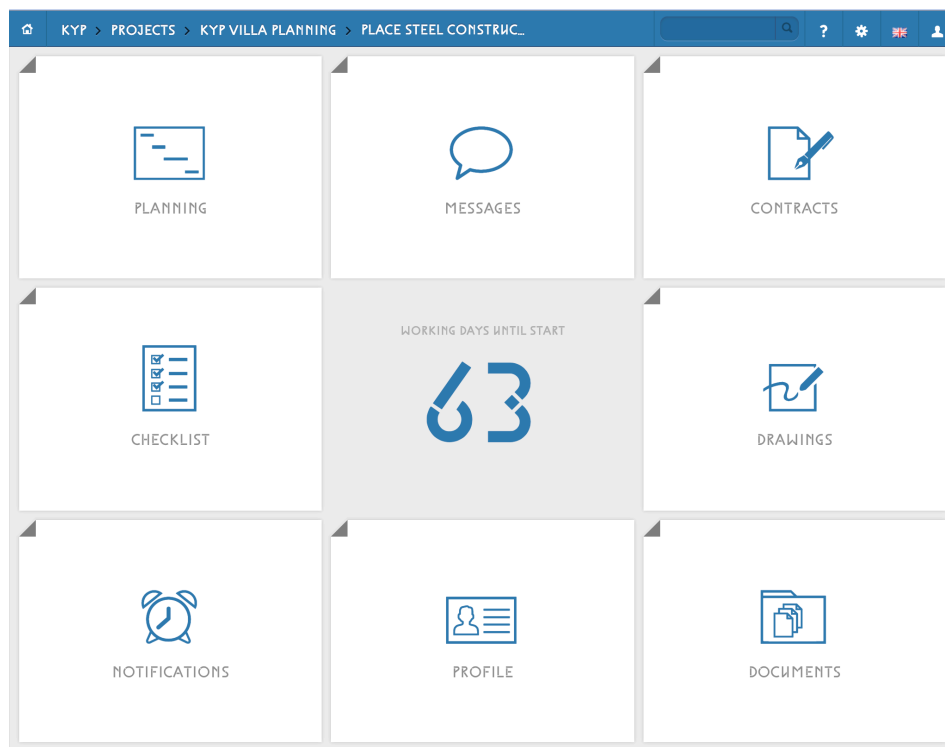 KYP > PROJECTS > KYP VILLA PLANNING > PLACE STEEL CONSTRUC...
?
PLANNING
MESSAGES
CONTRACTS
CHECKLIST
WORKING DAYS UNTIL START
63
DRAWINGS
NOTIFICATIONS
PROFILE
DOCUMENTS